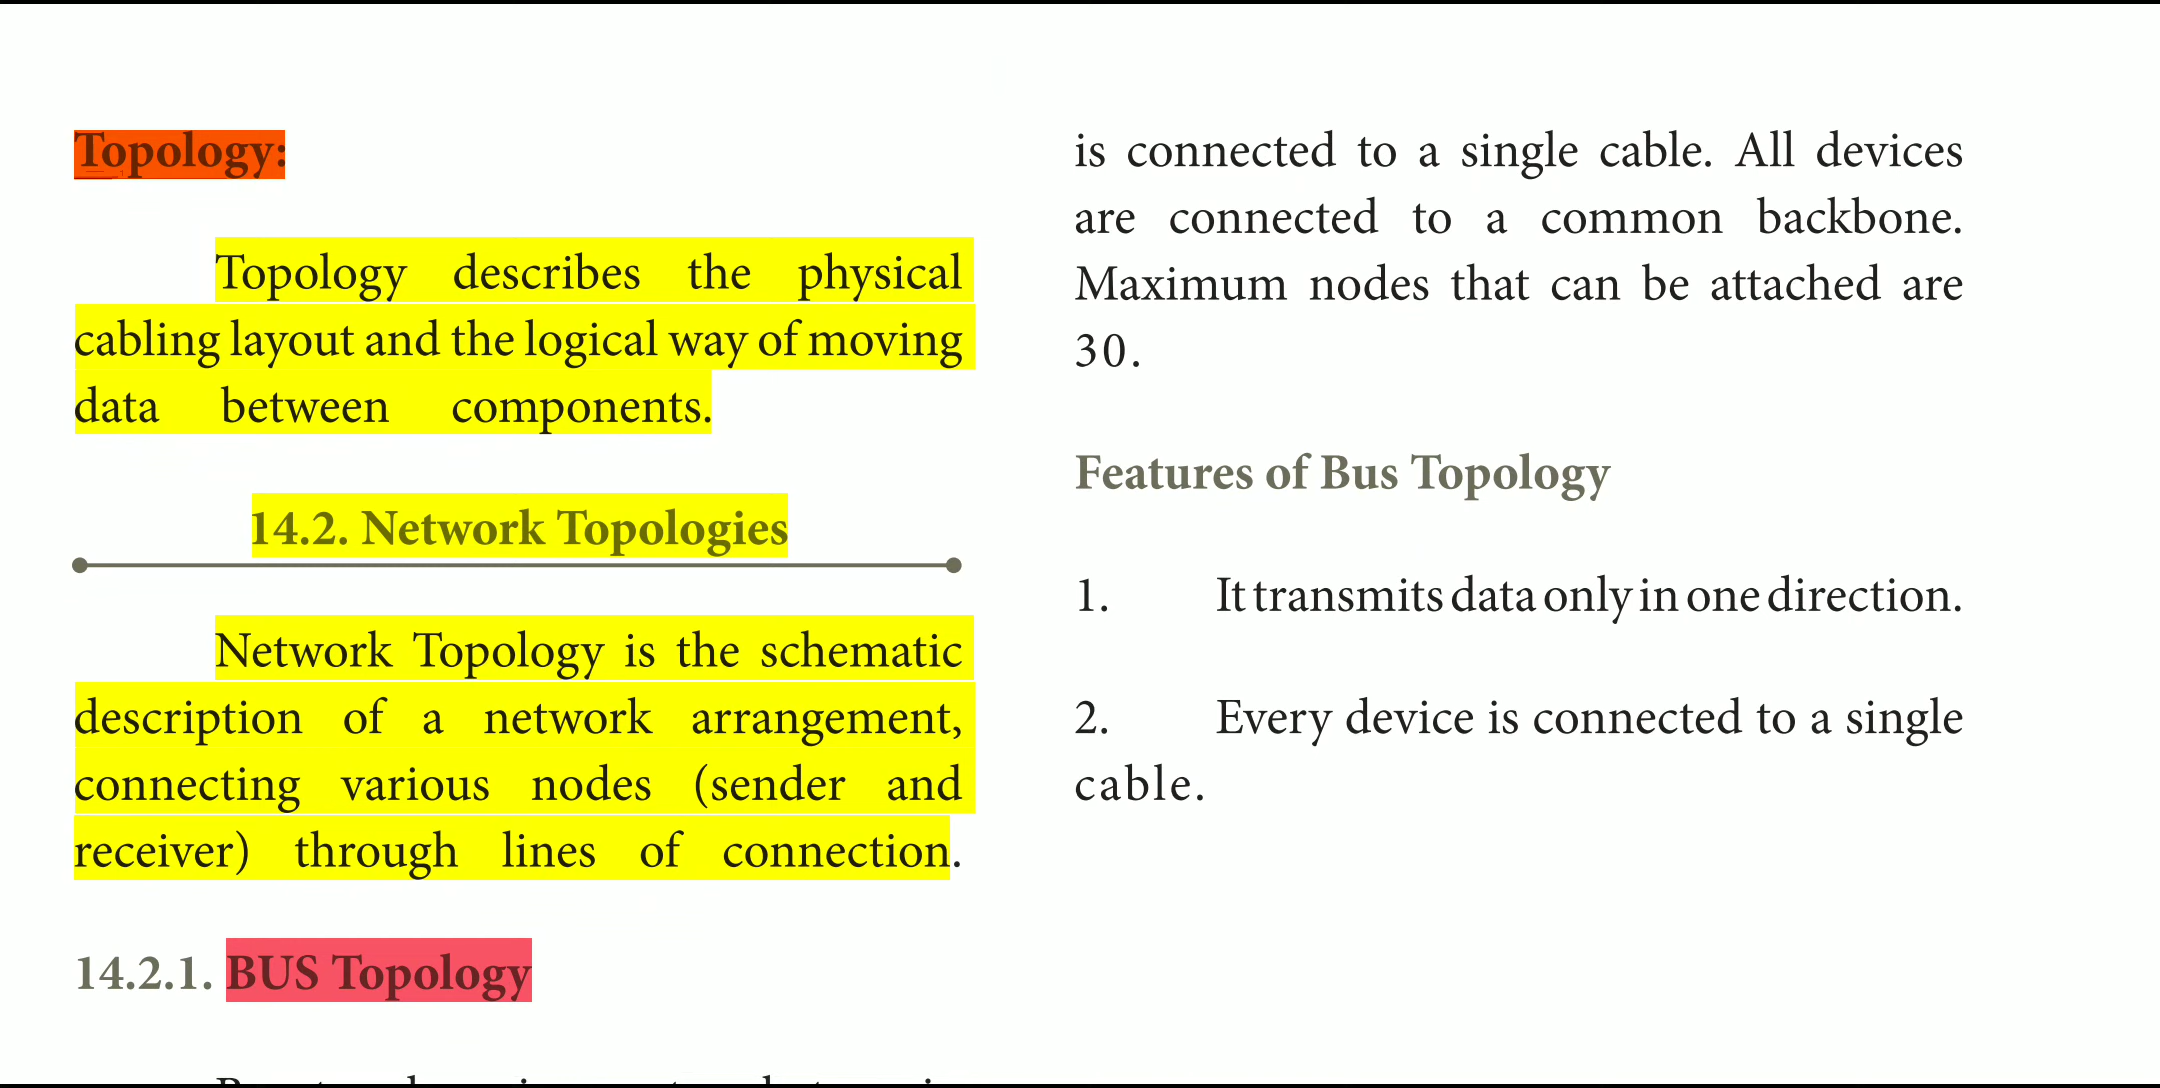 Topology:
Topology describes the physical
cabling layout and the logical way of moving
data between components.
14.2. Network Topologies
Network Topology is the schematic
description of a network arrangement,
connecting various nodes (sender and
receiver) through lines of connection.
14.2.1. BUS Topology
is connected to a single cable. All devices
are connected to a common backbone.
Maximum nodes that can be attached are
30.
Features of Bus Topology
1. It transmits data only in one direction.
2. Every device is connected to a single
cable.